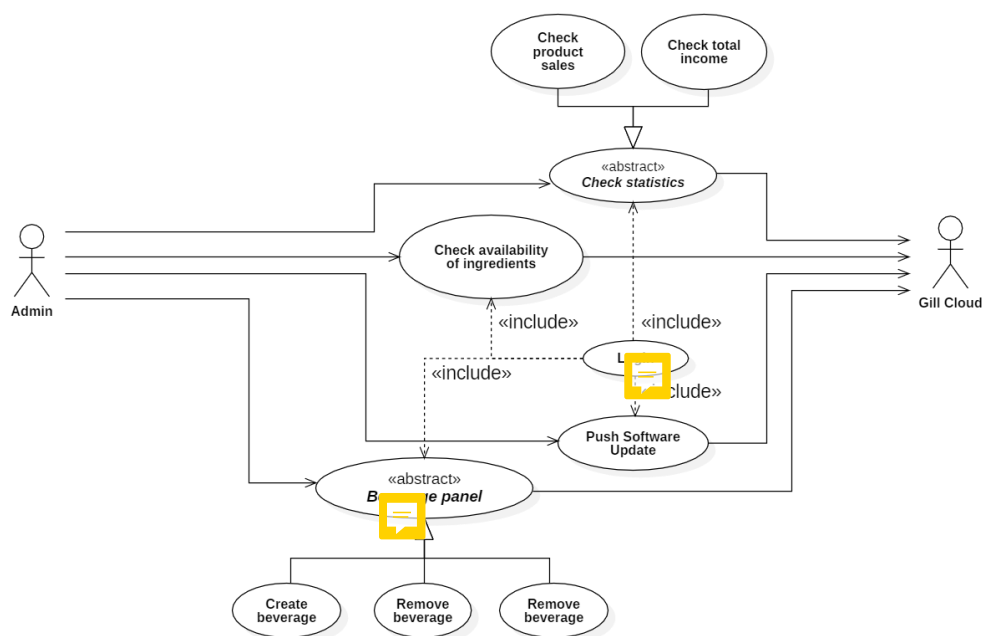 Check
product
sales
Check total
income
«abstract»
Check statistics
Check availability
of ingredients
Admin
Gill Cloud
«include»
«include»
«include»
Push Software
Update
«abstract»
panel
Create
beverage
Remove
beverage
Remove
beverage